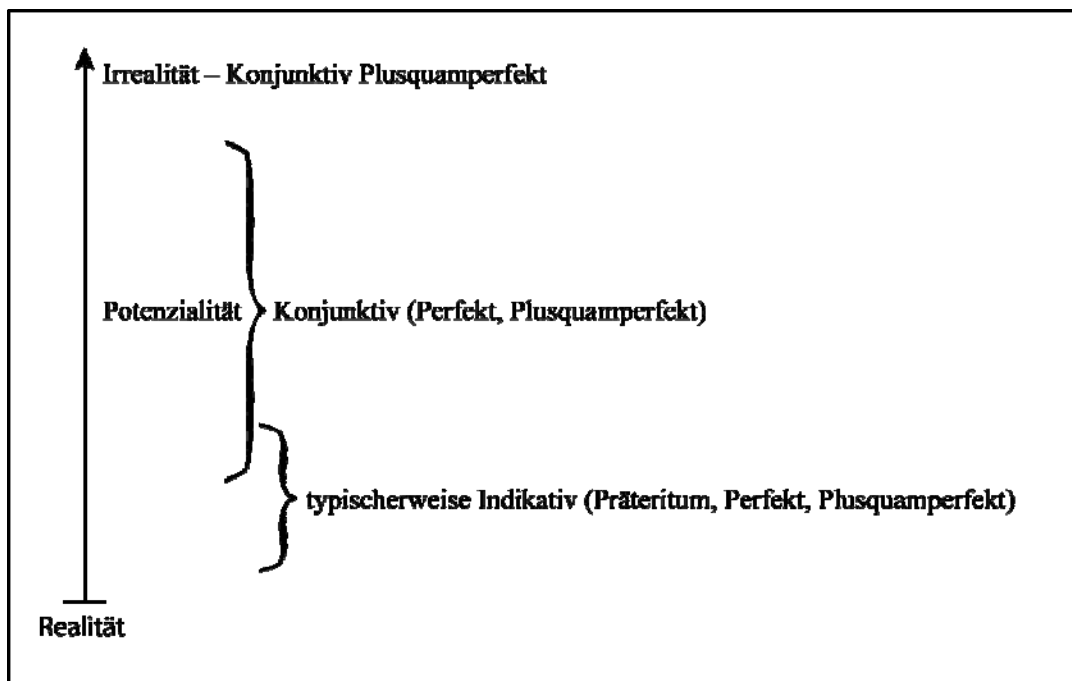 Irrealität – Konjunktiv Plusquamperfekt
Potenzialität
Konjunktiv (Perfekt, Plusquamperfekt)
typischerweise Indikativ (Präteritum, Perfekt, Plusquamperfekt)
Realität